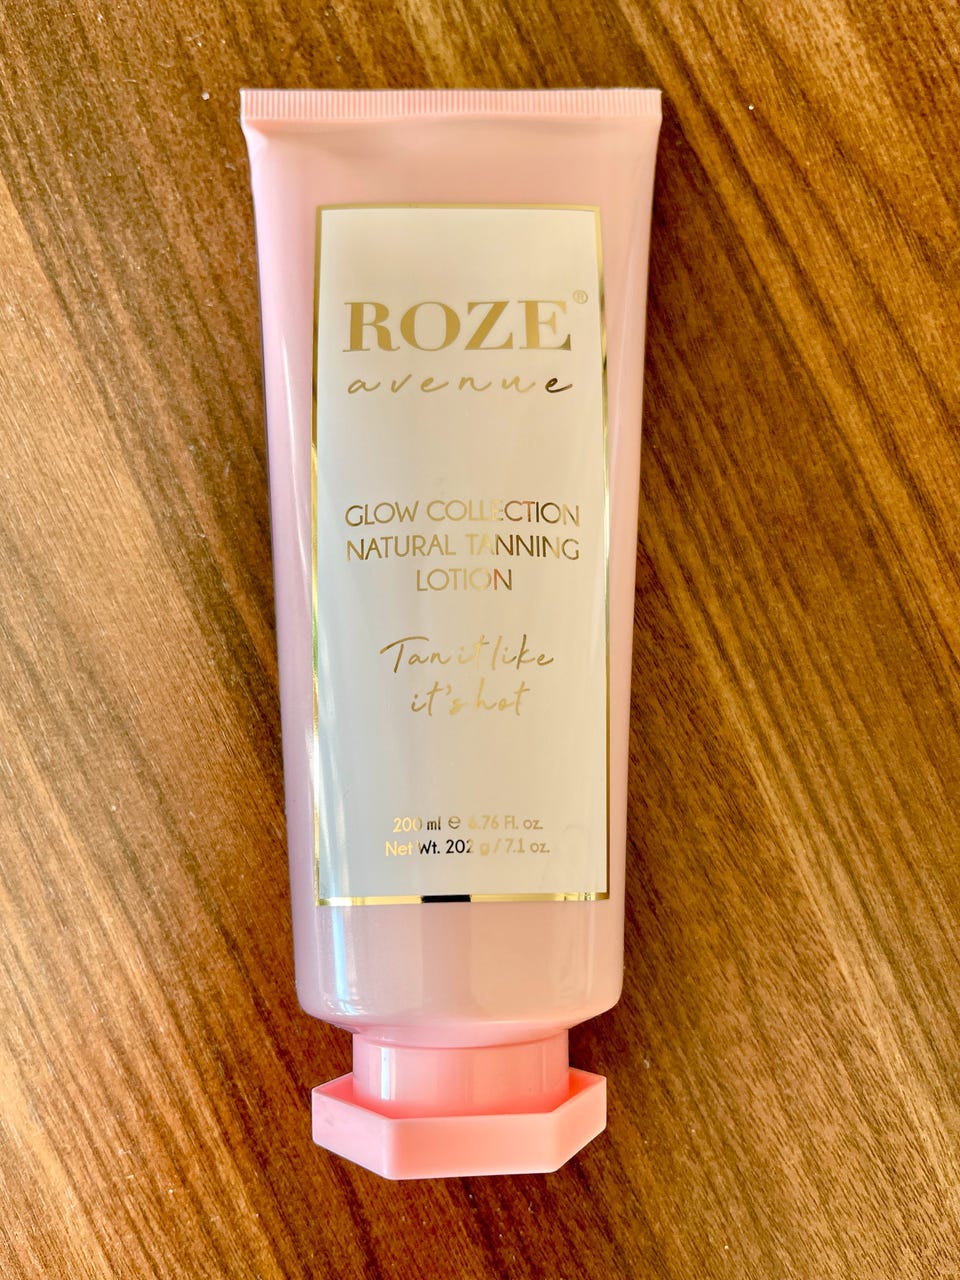 ROZE®
avenue
GLOW COLLECTION
NATURAL TANNING
LOTION
Tan it like
it's hot
200 ml ℮ 6.76 Fl. oz.
Net Wt. 202 g / 7.1 oz.